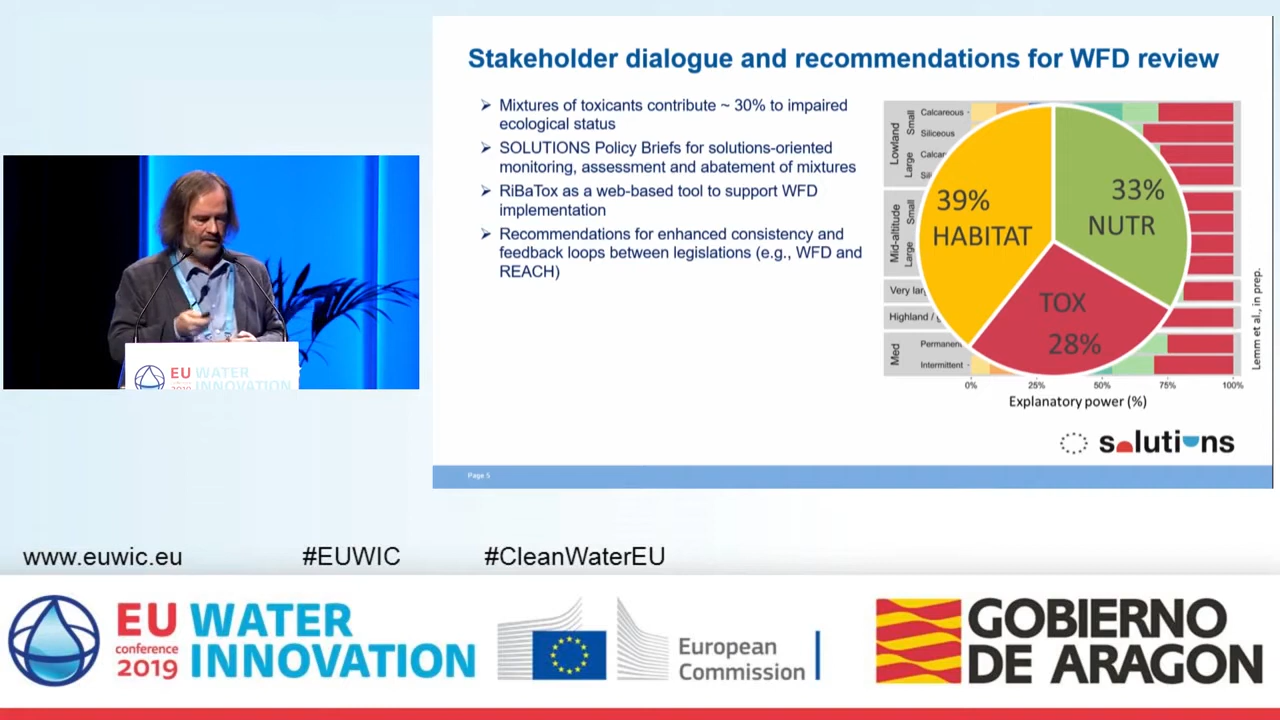 Stakeholder dialogue and recommendations for WFD review
➢ Mixtures of toxicants contribute ~ 30% to impaired
ecological status
➢ SOLUTIONS Policy Briefs for solutions-oriented
monitoring, assessment and abatement of mixtures
➢ RiBaTox as a web-based tool to support WFD
implementation
➢ Recommendations for enhanced consistency and
feedback loops between legislations (e.g., WFD and
REACH)
Lowland
Small
Large
Calcareous
Siliceous
Mid-altitude
Small
Large
Highland /
Med
Permanent
Intermittent
39%
HABITAT
33%
NUTR
TOX
28%
0% 25% 50% 75% 100%
Explanatory power (%)
Lemm et al., in prep.
solutions
Page 5
EU WATER
2019 INNOVATION
www.euwic.eu #EUWIC #CleanWaterEU
EU WATER
conference
2019 INNOVATION
European
Commission
GOBIERNO
DE ARAGON